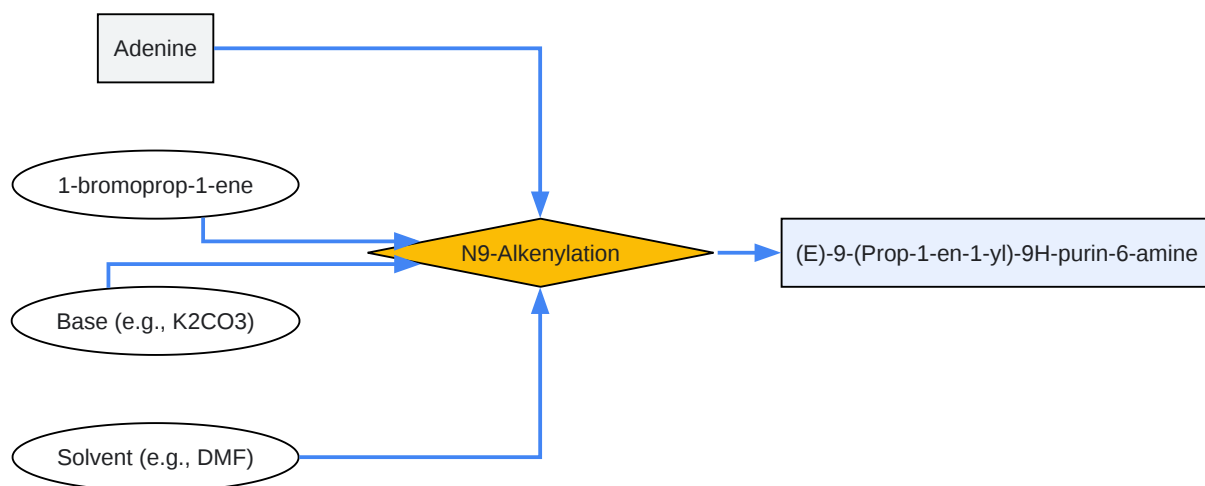 Adenine
1-bromoprop-1-ene
N9-Alkenylation
(E)-9-(Prop-1-en-1-yl)-9H-purin-6-amine
Base (e.g., K2CO3)
Solvent (e.g., DMF)